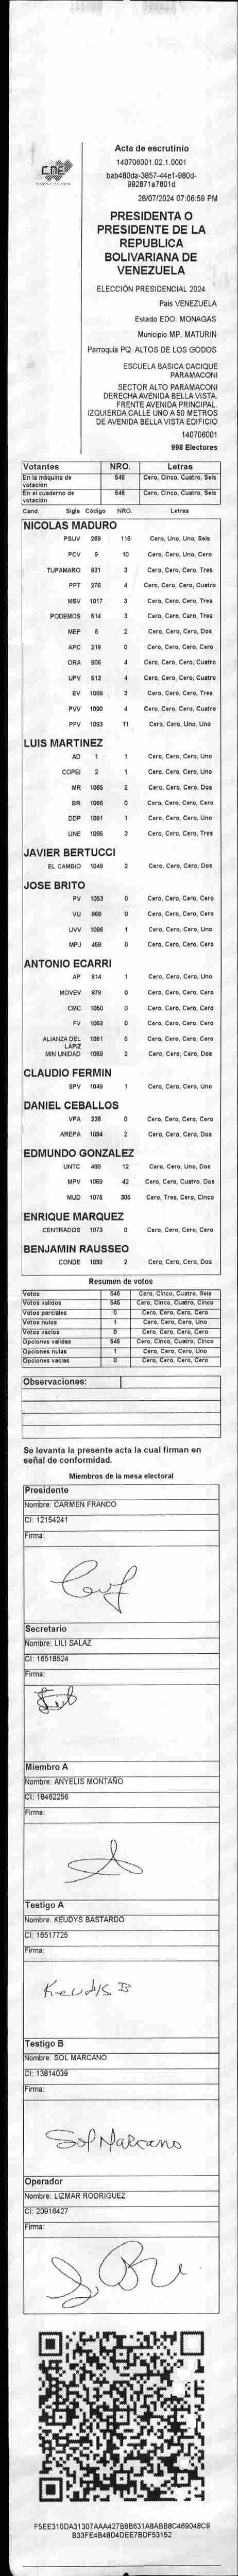 CNE
Acta de escrutinio
140706001.02.1.0001
bab480da-3857-44e1-980d-
992871a7801d
28/07/2024 07:06:59 PM
PRESIDENTA O
PRESIDENTE DE LA
REPUBLICA
BOLIVARIANA DE
VENEZUELA
ELECCIÓN PRESIDENCIAL 2024
Pais VENEZUELA
Estado EDO. MONAGAS
Municipio MP. MATURIN
Parroquia PQ. ALTOS DE LOS GODOS
ESCUELA BASICA CACIQUE
PARAMACONI
SECTOR ALTO PARAMACONI
DERECHA AVENIDA BELLA VISTA.
FRENTE AVENIDA PRINCIPAL.
IZQUIERDA CALLE UNO A 50 METROS
DE AVENIDA BELLA VISTA EDIFICIO
140706001
998 Electores
Votantes NRO. Letras
En la máquina de votación 546 Cero, Cinco, Cuatro, Seis
En el cuaderno de votación 546 Cero, Cinco, Cuatro, Seis
Cand. Sigla Código NRO. Letras
NICOLAS MADURO
PSUV 269 116 Cero, Uno, Uno, Seis
PCV 9 10 Cero, Cero, Uno, Cero
TUPAMARO 931 3 Cero, Cero, Cero, Tres
PPT 276 4 Cero, Cero, Cero, Cuatro
MSV 1017 3 Cero, Cero, Cero, Tres
PODEMOS 514 3 Cero, Cero, Cero, Tres
MEP 6 2 Cero, Cero, Cero, Dos
APC 219 0 Cero, Cero, Cero, Cero
ORA 906 4 Cero, Cero, Cero, Cuatro
UPV 513 4 Cero, Cero, Cero, Cuatro
EV 1089 3 Cero, Cero, Cero, Tres
PVV 1090 4 Cero, Cero, Cero, Cuatro
PFV 1093 11 Cero, Cero, Uno, Uno
LUIS MARTINEZ
AD 1 1 Cero, Cero, Cero, Uno
COPEI 2 1 Cero, Cero, Cero, Uno
MR 1065 2 Cero, Cero, Cero, Dos
BR 1066 0 Cero, Cero, Cero, Cero
DDP 1091 1 Cero, Cero, Cero, Uno
UNE 1095 3 Cero, Cero, Cero, Tres
JAVIER BERTUCCI
EL CAMBIO 1048 2 Cero, Cero, Cero, Dos
JOSE BRITO
PV 1053 0 Cero, Cero, Cero, Cero
VU 868 0 Cero, Cero, Cero, Cero
UVV 1096 1 Cero, Cero, Cero, Uno
MPJ 458 0 Cero, Cero, Cero, Cero
ANTONIO ECARRI
AP 814 1 Cero, Cero, Cero, Uno
MOVEV 878 0 Cero, Cero, Cero, Cero
CMC 1050 0 Cero, Cero, Cero, Cero
FV 1062 0 Cero, Cero, Cero, Cero
ALIANZA DEL LAPIZ 1051 0 Cero, Cero, Cero, Cero
MIN UNIDAD 1069 2 Cero, Cero, Cero, Dos
CLAUDIO FERMIN
SPV 1049 1 Cero, Cero, Cero, Uno
DANIEL CEBALLOS
VPA 236 0 Cero, Cero, Cero, Cero
AREPA 1094 2 Cero, Cero, Cero, Dos
EDMUNDO GONZALEZ
UNTC 460 12 Cero, Cero, Uno, Dos
MPV 1069 42 Cero, Cero, Cuatro, Dos
MUD 1075 305 Cero, Tres, Cero, Cinco
ENRIQUE MARQUEZ
CENTRADOS 1073 0 Cero, Cero, Cero, Cero
BENJAMIN RAUSSEO
CONDE 1092 2 Cero, Cero, Cero, Dos
Resumen de votos
Votos 546 Cero, Cinco, Cuatro, Seis
Votos validos 545 Cero, Cinco, Cuatro, Cinco
Votos parciales 0 Cero, Cero, Cero, Cero
Votos nulos 1 Cero, Cero, Cero, Uno
Votos vacios 0 Cero, Cero, Cero, Cero
Opciones validas 545 Cero, Cinco, Cuatro, Cinco
Opciones nulas 1 Cero, Cero, Cero, Uno
Opciones vacias 0 Cero, Cero, Cero, Cero
Observaciones:
Se levanta la presente acta la cual firman en
señal de conformidad.
Miembros de la mesa electoral
Presidente
Nombre: CARMEN FRANCO
CI: 12154241
Firma:
Secretario
Nombre: LILI SALAZ
CI: 16518524
Firma:
Miembro A
Nombre: ANYELIS MONTAÑO
CI: 18462256
Firma:
Testigo A
Nombre: KEUDYS BASTARDO
CI: 16517725
Firma:
Keudis B
Testigo B
Nombre: SOL MARCANO
CI: 13814039
Firma:
Sol Marcano
Operador
Nombre: LIZMAR RODRIGUEZ
CI: 20916427
Firma:
F5EE310DA31307AAA427B6B631A8ABB8C469048C9
B33FE4B48D4DEE7BDF53152